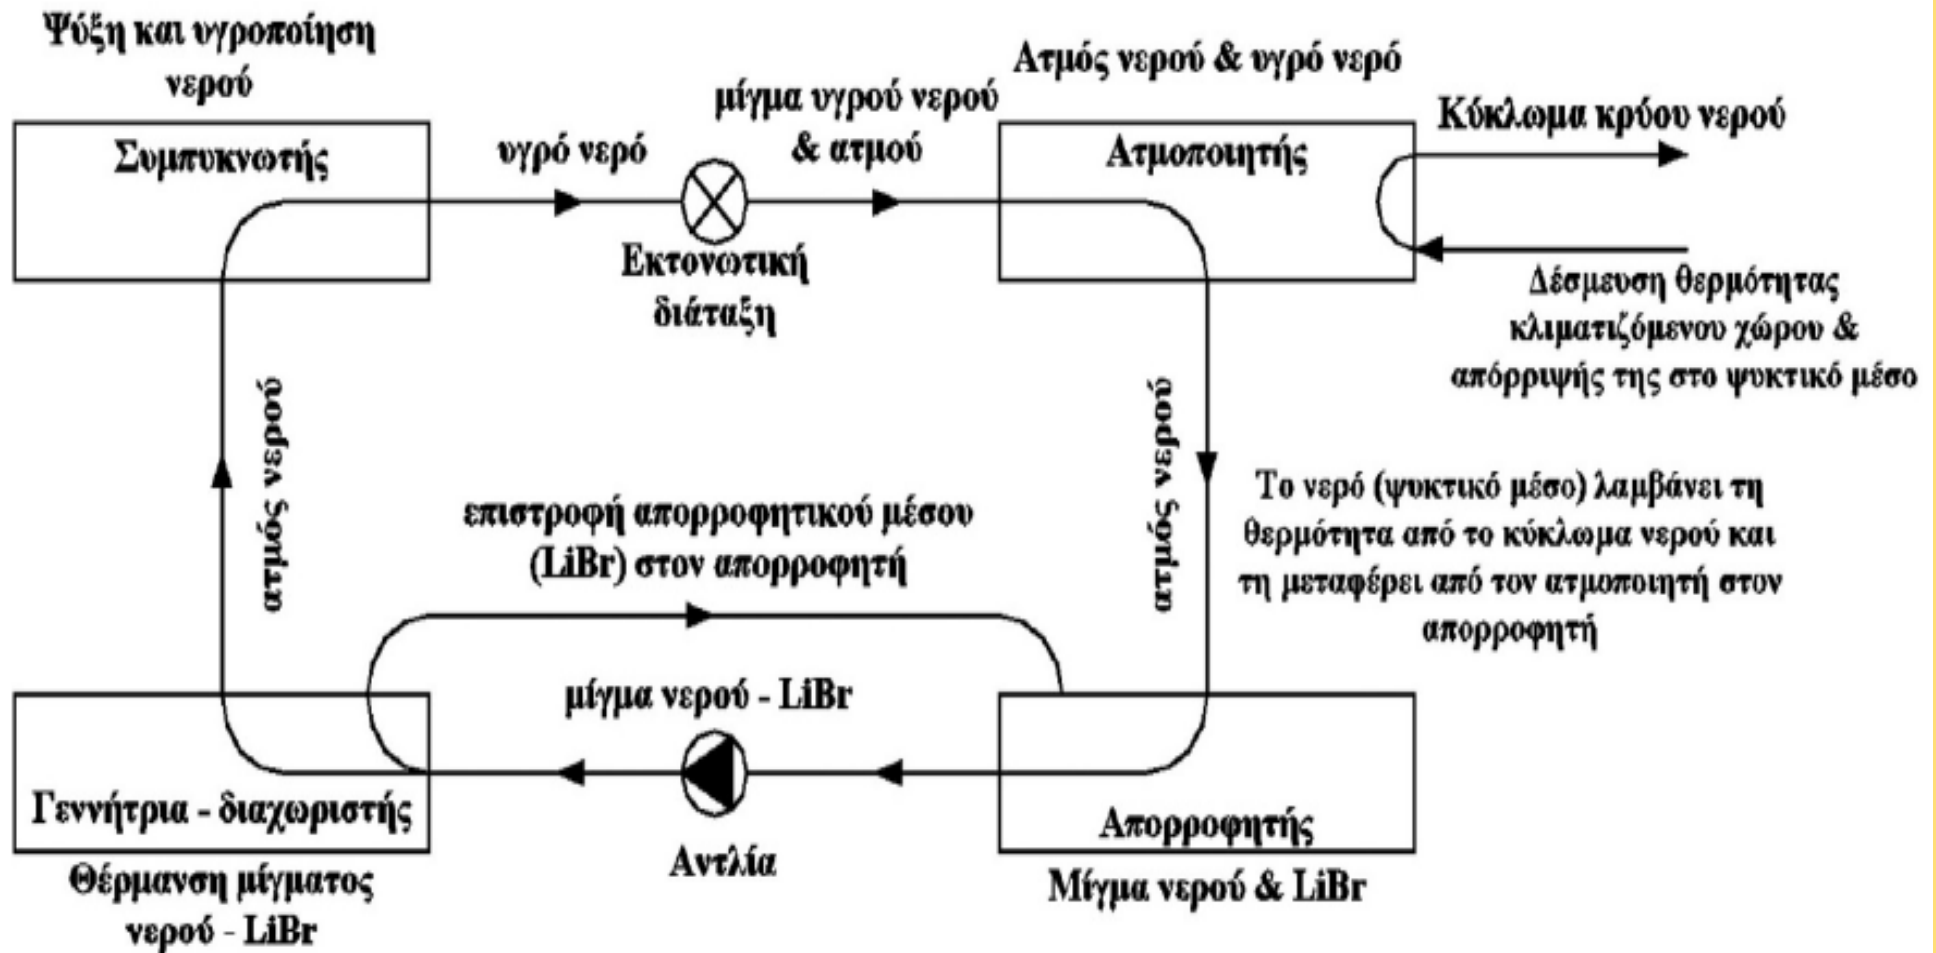 Ψύξη και υγροποίηση
νερού
Συμπυκνωτής
υγρό νερό
μίγμα υγρού νερού
& ατμού
Εκτονωτική
διάταξη
Ατμός νερού & υγρό νερό
Ατμοποιητής
Κύκλωμα κρύου νερού
Δέσμευση θερμότητας
κλιματιζόμενου χώρου &
απόρριψής της στο ψυκτικό μέσο
ατμός νερού
ατμός νερού
Το νερό (ψυκτικό μέσο) λαμβάνει τη
θερμότητα από το κύκλωμα νερού και
τη μεταφέρει από τον ατμοποιητή στον
απορροφητή
επιστροφή απορροφητικού μέσου
(LiBr) στον απορροφητή
μίγμα νερού - LiBr
Γεννήτρια - διαχωριστής
Θέρμανση μίγματος
νερού - LiBr
Αντλία
Απορροφητής
Μίγμα νερού & LiBr